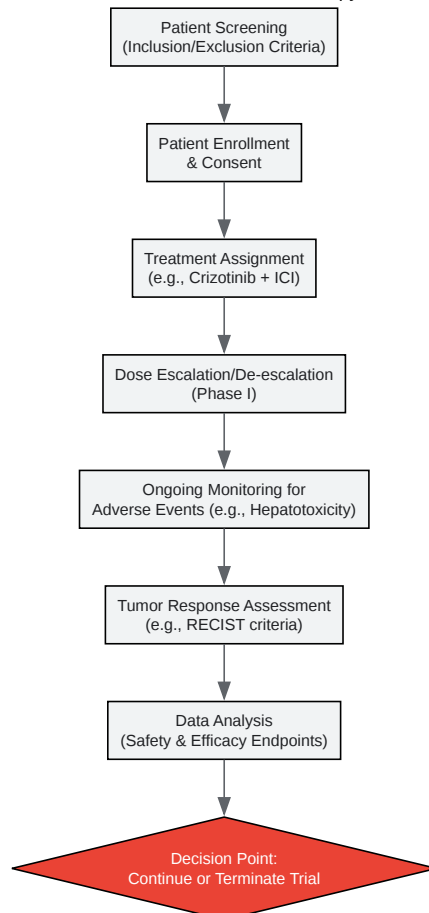 Patient Screening
(Inclusion/Exclusion Criteria)
Patient Enrollment
& Consent
Treatment Assignment
(e.g., Crizotinib + ICI)
Dose Escalation/De-escalation
(Phase I)
Ongoing Monitoring for
Adverse Events (e.g., Hepatotoxicity)
Tumor Response Assessment
(e.g., RECIST criteria)
Data Analysis
(Safety & Efficacy Endpoints)
Decision Point:
Continue or Terminate Trial